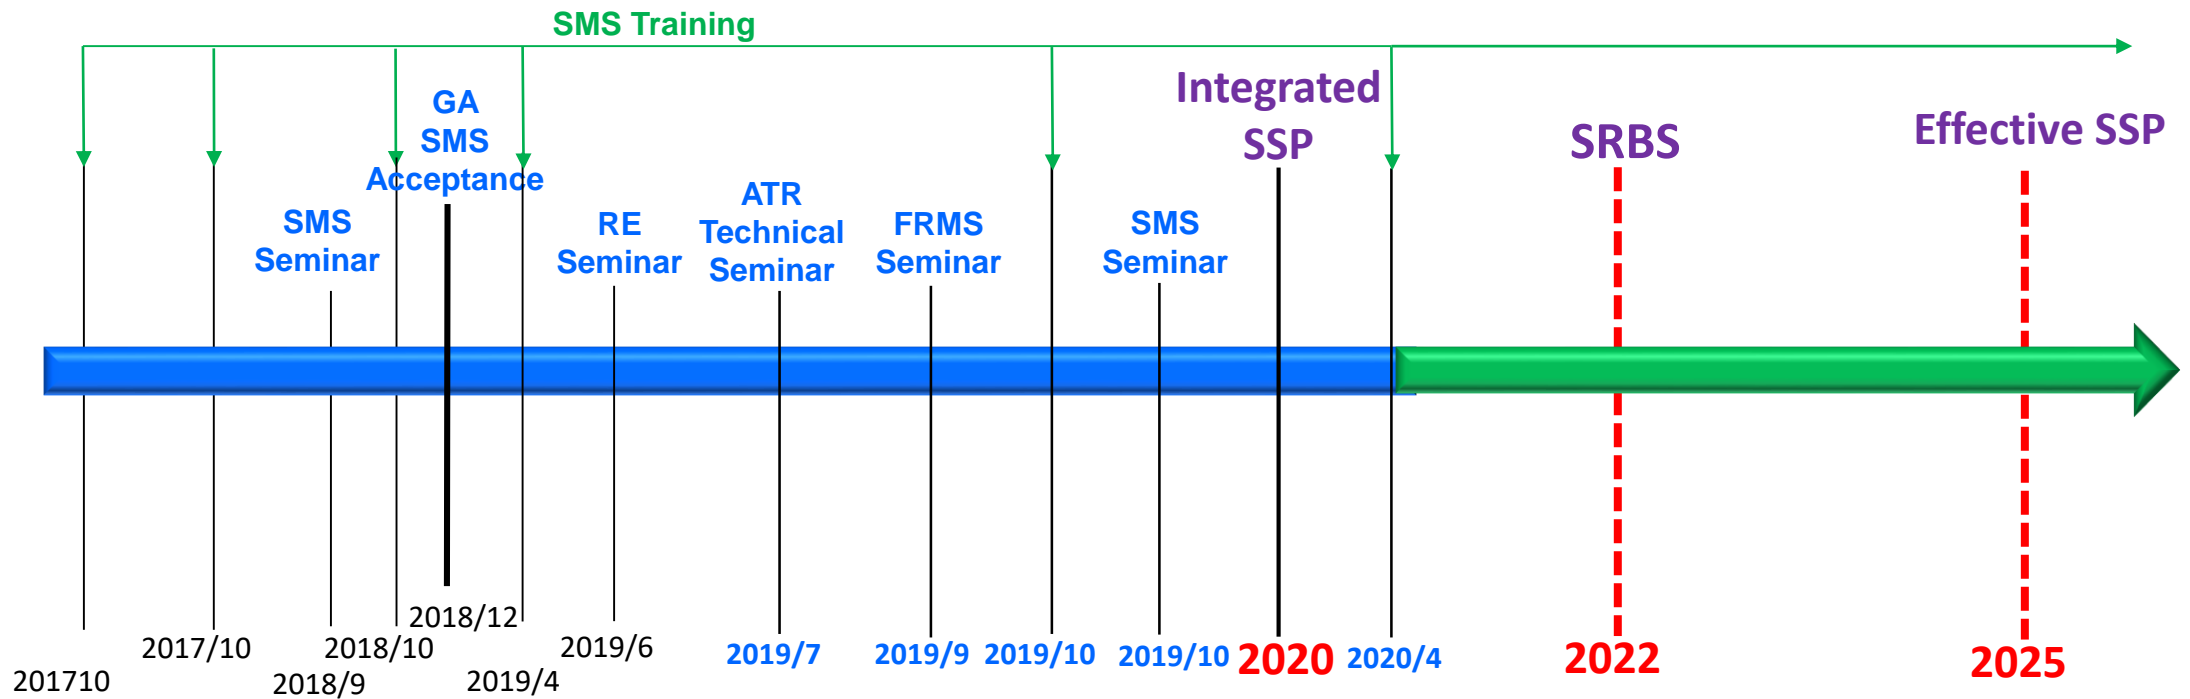 SMS Training
GA
SMS
Acceptance
SMS
Seminar
RE
Seminar
ATR
Technical
Seminar
FRMS
Seminar
SMS
Seminar
Integrated
SSP
SRBS
Effective SSP
201710
2017/10
2018/9
2018/10
2018/12
2019/4
2019/6
2019/7
2019/9
2019/10
2019/10
2020
2020/4
2022
2025